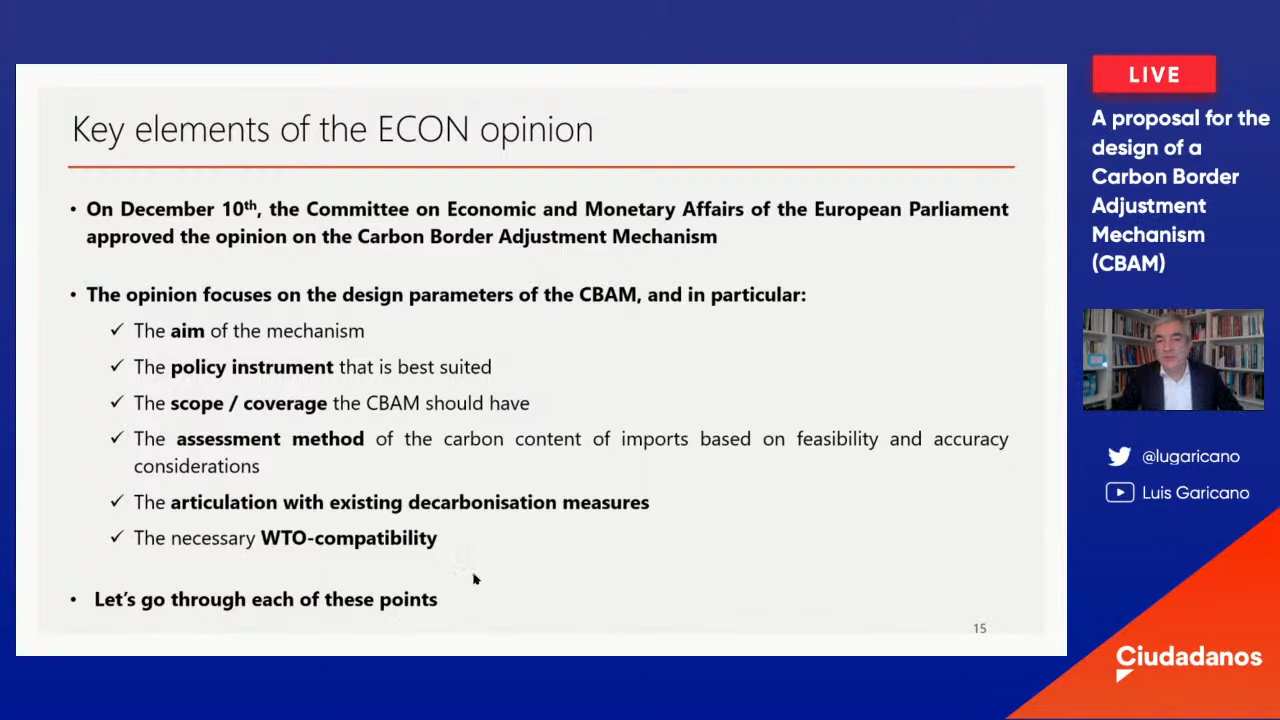 Key elements of the ECON opinion
• On December 10th, the Committee on Economic and Monetary Affairs of the European Parliament
approved the opinion on the Carbon Border Adjustment Mechanism
• The opinion focuses on the design parameters of the CBAM, and in particular:
✓ The aim of the mechanism
✓ The policy instrument that is best suited
✓ The scope / coverage the CBAM should have
✓ The assessment method of the carbon content of imports based on feasibility and accuracy
considerations
✓ The articulation with existing decarbonisation measures
✓ The necessary WTO-compatibility
• Let's go through each of these points
15
LIVE
A proposal for the
design of a
Carbon Border
Adjustment
Mechanism
(CBAM)
@lugaricano
Luis Garicano
Ciudadanos